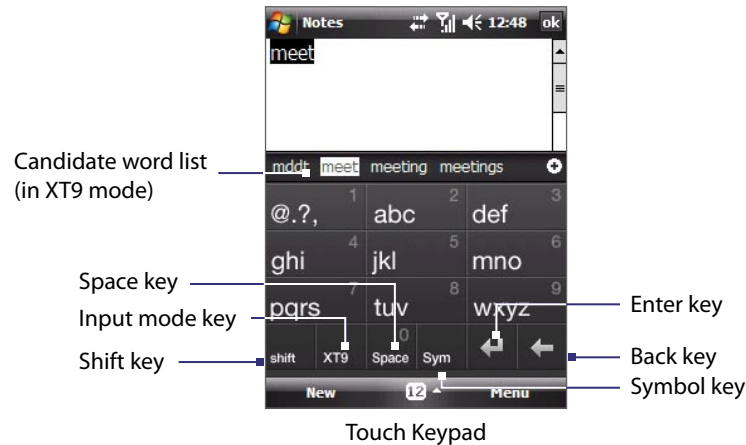 Notes 12:48 ok
meet
Candidate word list
(in XT9 mode)
mddt meet meeting meetings
1 2 3
@.?, abc def
4 5 6
ghi jkl mno
7 8 9
pqrs tuv wxyz
0
shift XT9 Space Sym
New 12 Menu
Space key
Input mode key
Shift key
Enter key
Back key
Symbol key
Touch Keypad